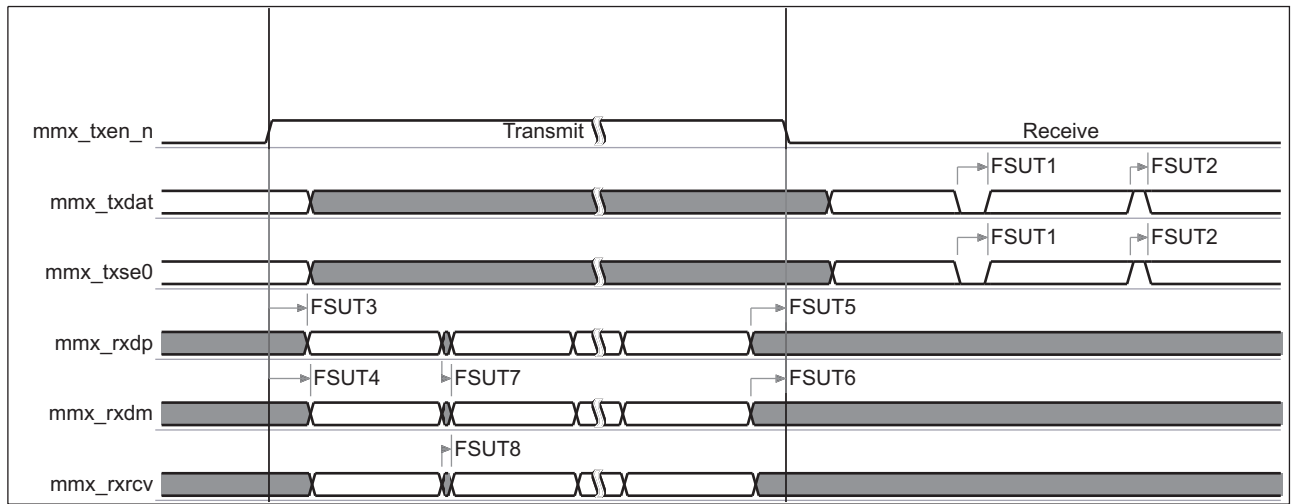 mmx_txen_n
Transmit
Receive
FSUT1
FSUT2
mmx_txdat
FSUT1
FSUT2
mmx_txse0
FSUT3
FSUT5
mmx_rxdp
FSUT4
FSUT7
FSUT6
mmx_rxdm
FSUT8
mmx_rxrcv